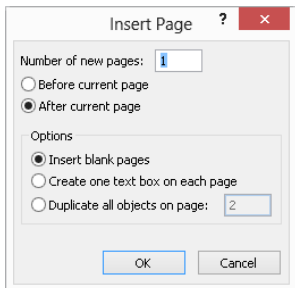 Insert Page ? ×
Number of new pages: 1
Before current page
After current page
Options
Insert blank pages
Create one text box on each page
Duplicate all objects on page: 2
OK Cancel